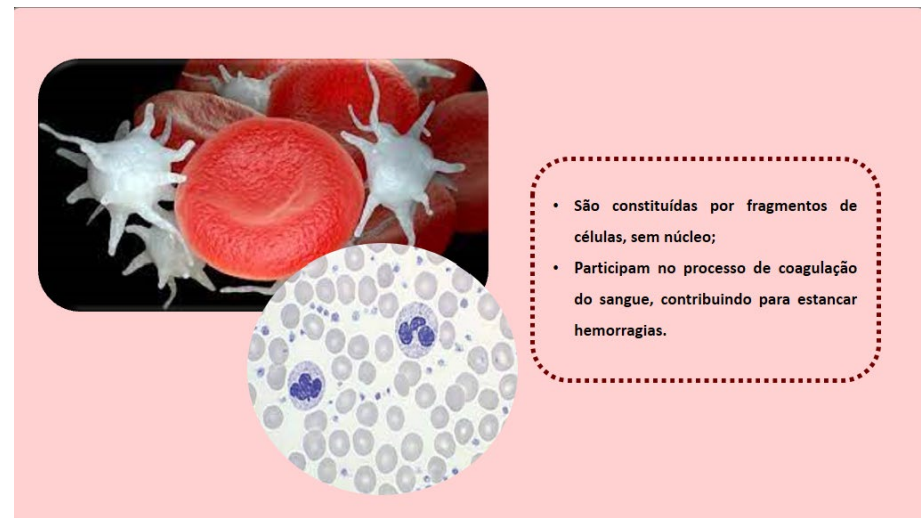 • São constituídas por fragmentos de
células, sem núcleo;
• Participam no processo de coagulação
do sangue, contribuindo para estancar
hemorragias.